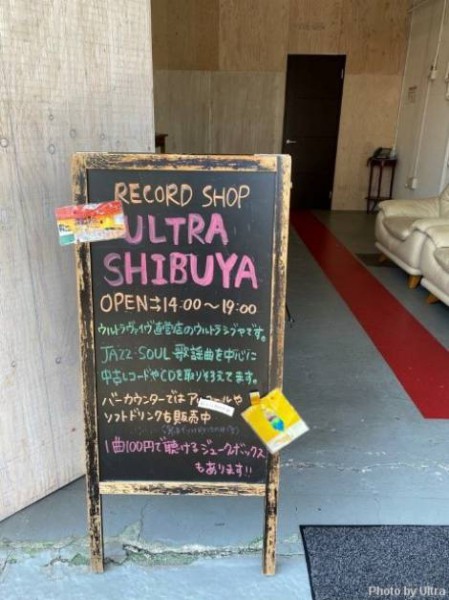 RECORD SHOP
ULTRA
SHIBUYA
OPEN⇒14:00〜19:00
ウルトラヴァイヴ直営店のウルトラシブヤです。
JAZZ・SOUL 歌謡曲を中心に
中古レコードやCDを取りそろえてます。
バーカウンターではアルコールや
ソフトドリンクも販売中
1曲100円で聴けるジュークボックス
もあります!!
Photo by Ultra